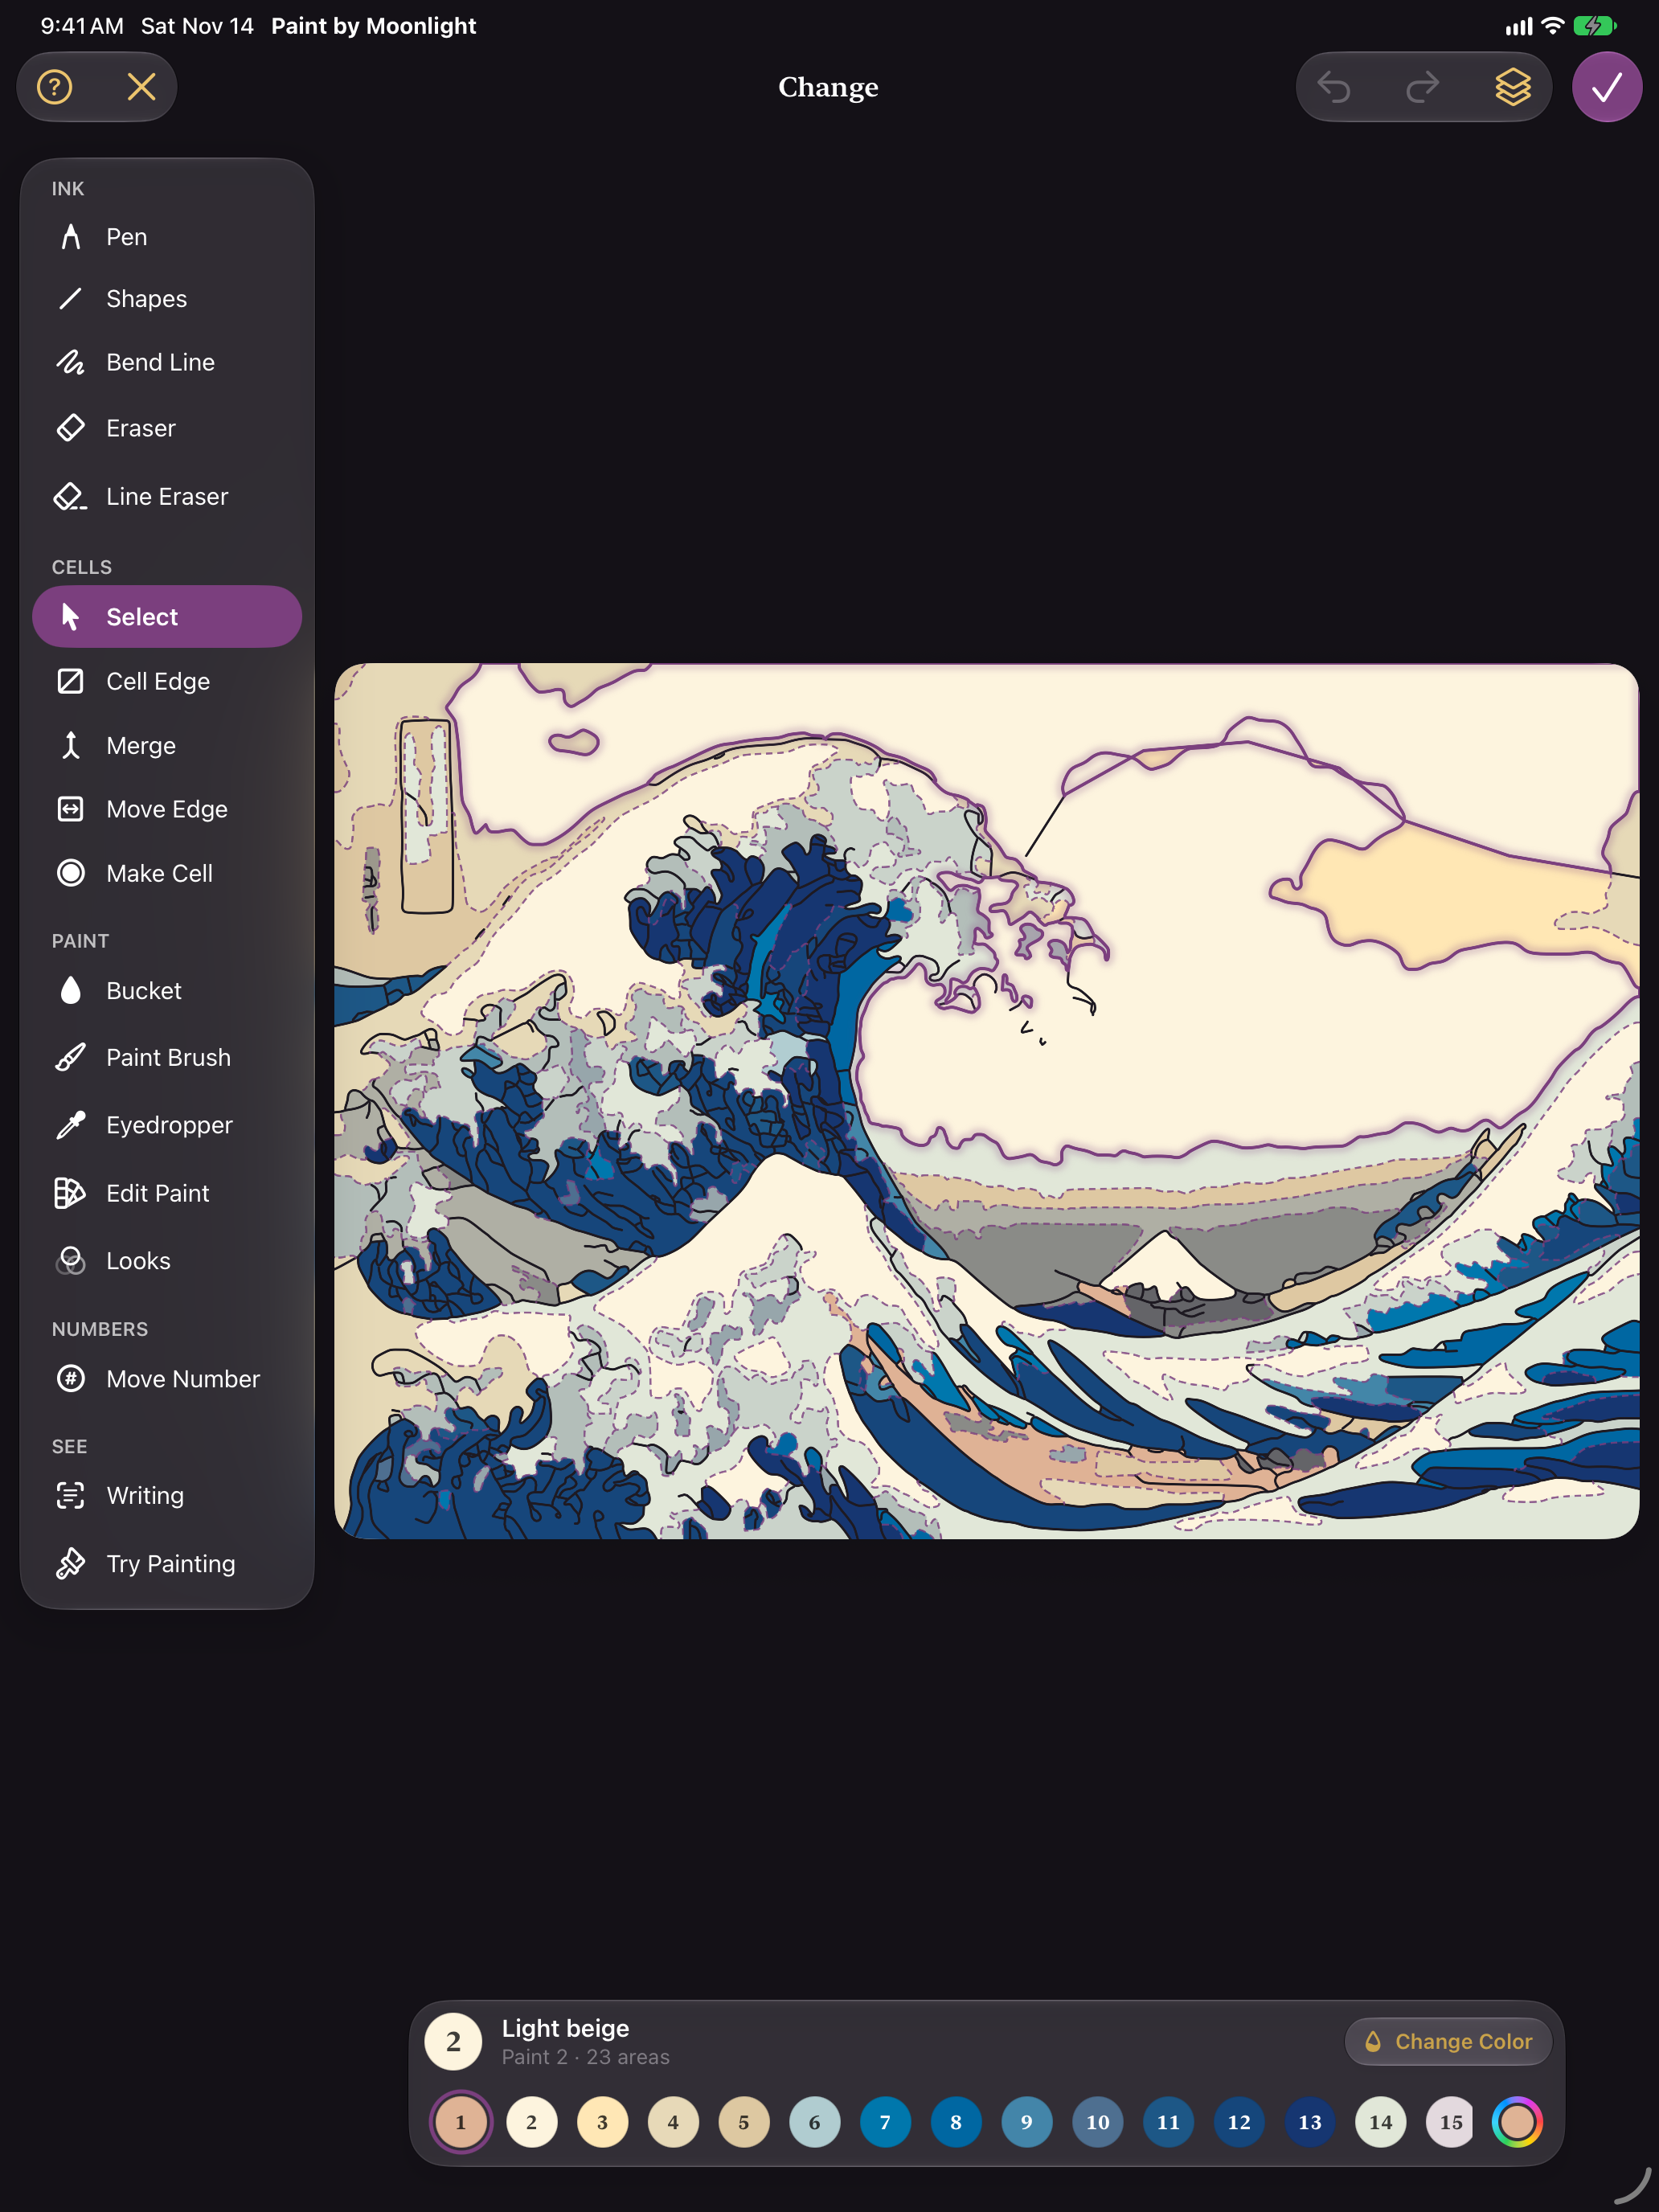 9:41 AM Sat Nov 14 Paint by Moonlight
?
Change
INK
Pen
Shapes
Bend Line
Eraser
Line Eraser
CELLS
Select
Cell Edge
Merge
Move Edge
Make Cell
PAINT
Bucket
Paint Brush
Eyedropper
Edit Paint
Looks
NUMBERS
# Move Number
SEE
Writing
Try Painting
2
Light beige
Paint 2 · 23 areas
Change Color
1 2 3 4 5 6 7 8 9 10 11 12 13 14 15